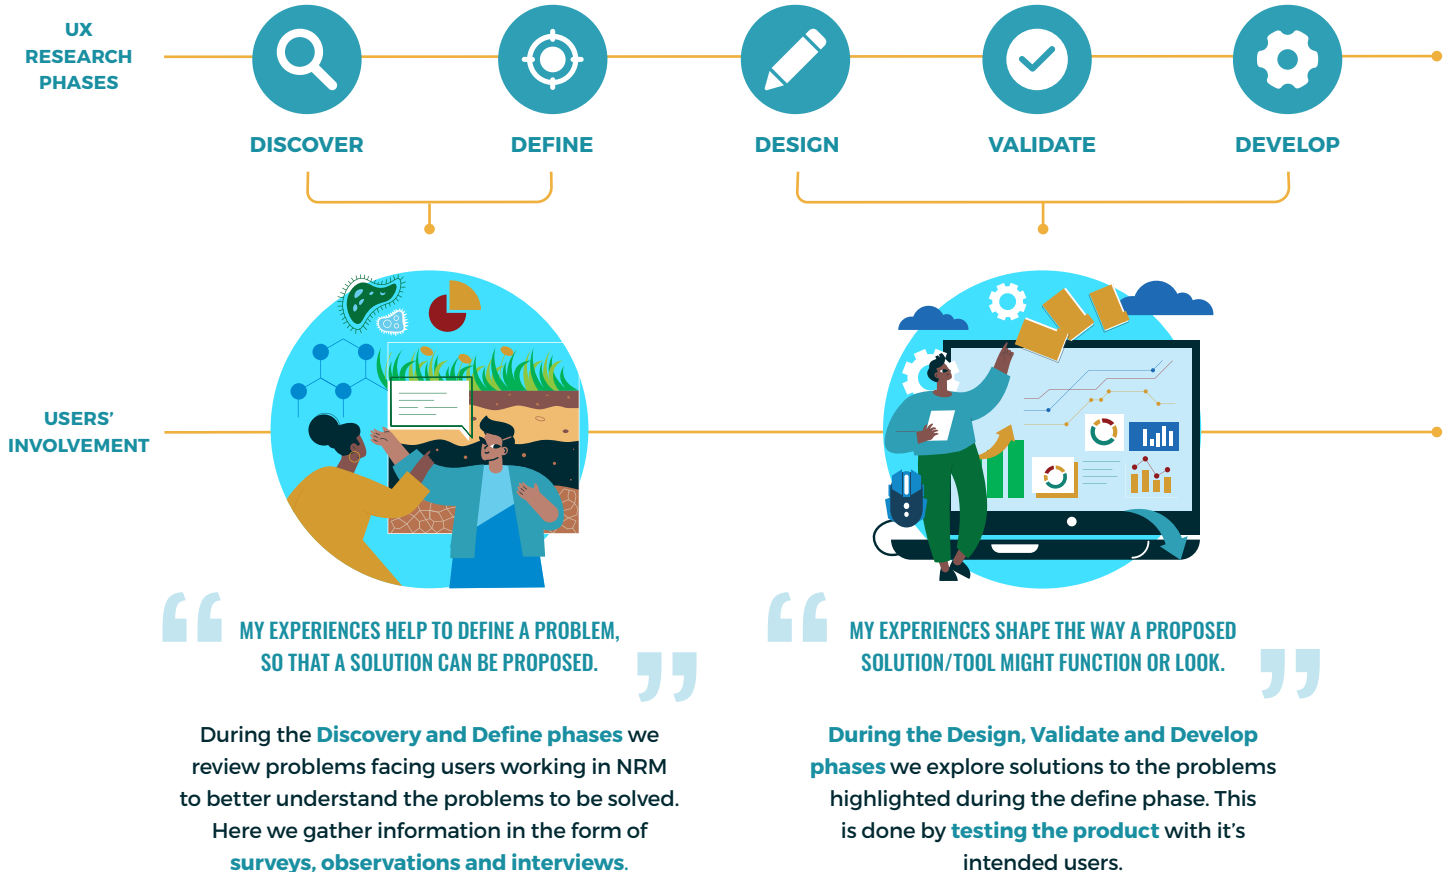 UX
RESEARCH
PHASES
DISCOVER
DEFINE
DESIGN
VALIDATE
DEVELOP
USERS’
INVOLVEMENT
“ MY EXPERIENCES HELP TO DEFINE A PROBLEM,
SO THAT A SOLUTION CAN BE PROPOSED. ”
During the Discovery and Define phases we
review problems facing users working in NRM
to better understand the problems to be solved.
Here we gather information in the form of
surveys, observations and interviews.
“ MY EXPERIENCES SHAPE THE WAY A PROPOSED
SOLUTION/TOOL MIGHT FUNCTION OR LOOK. ”
During the Design, Validate and Develop
phases we explore solutions to the problems
highlighted during the define phase. This
is done by testing the product with it’s
intended users.